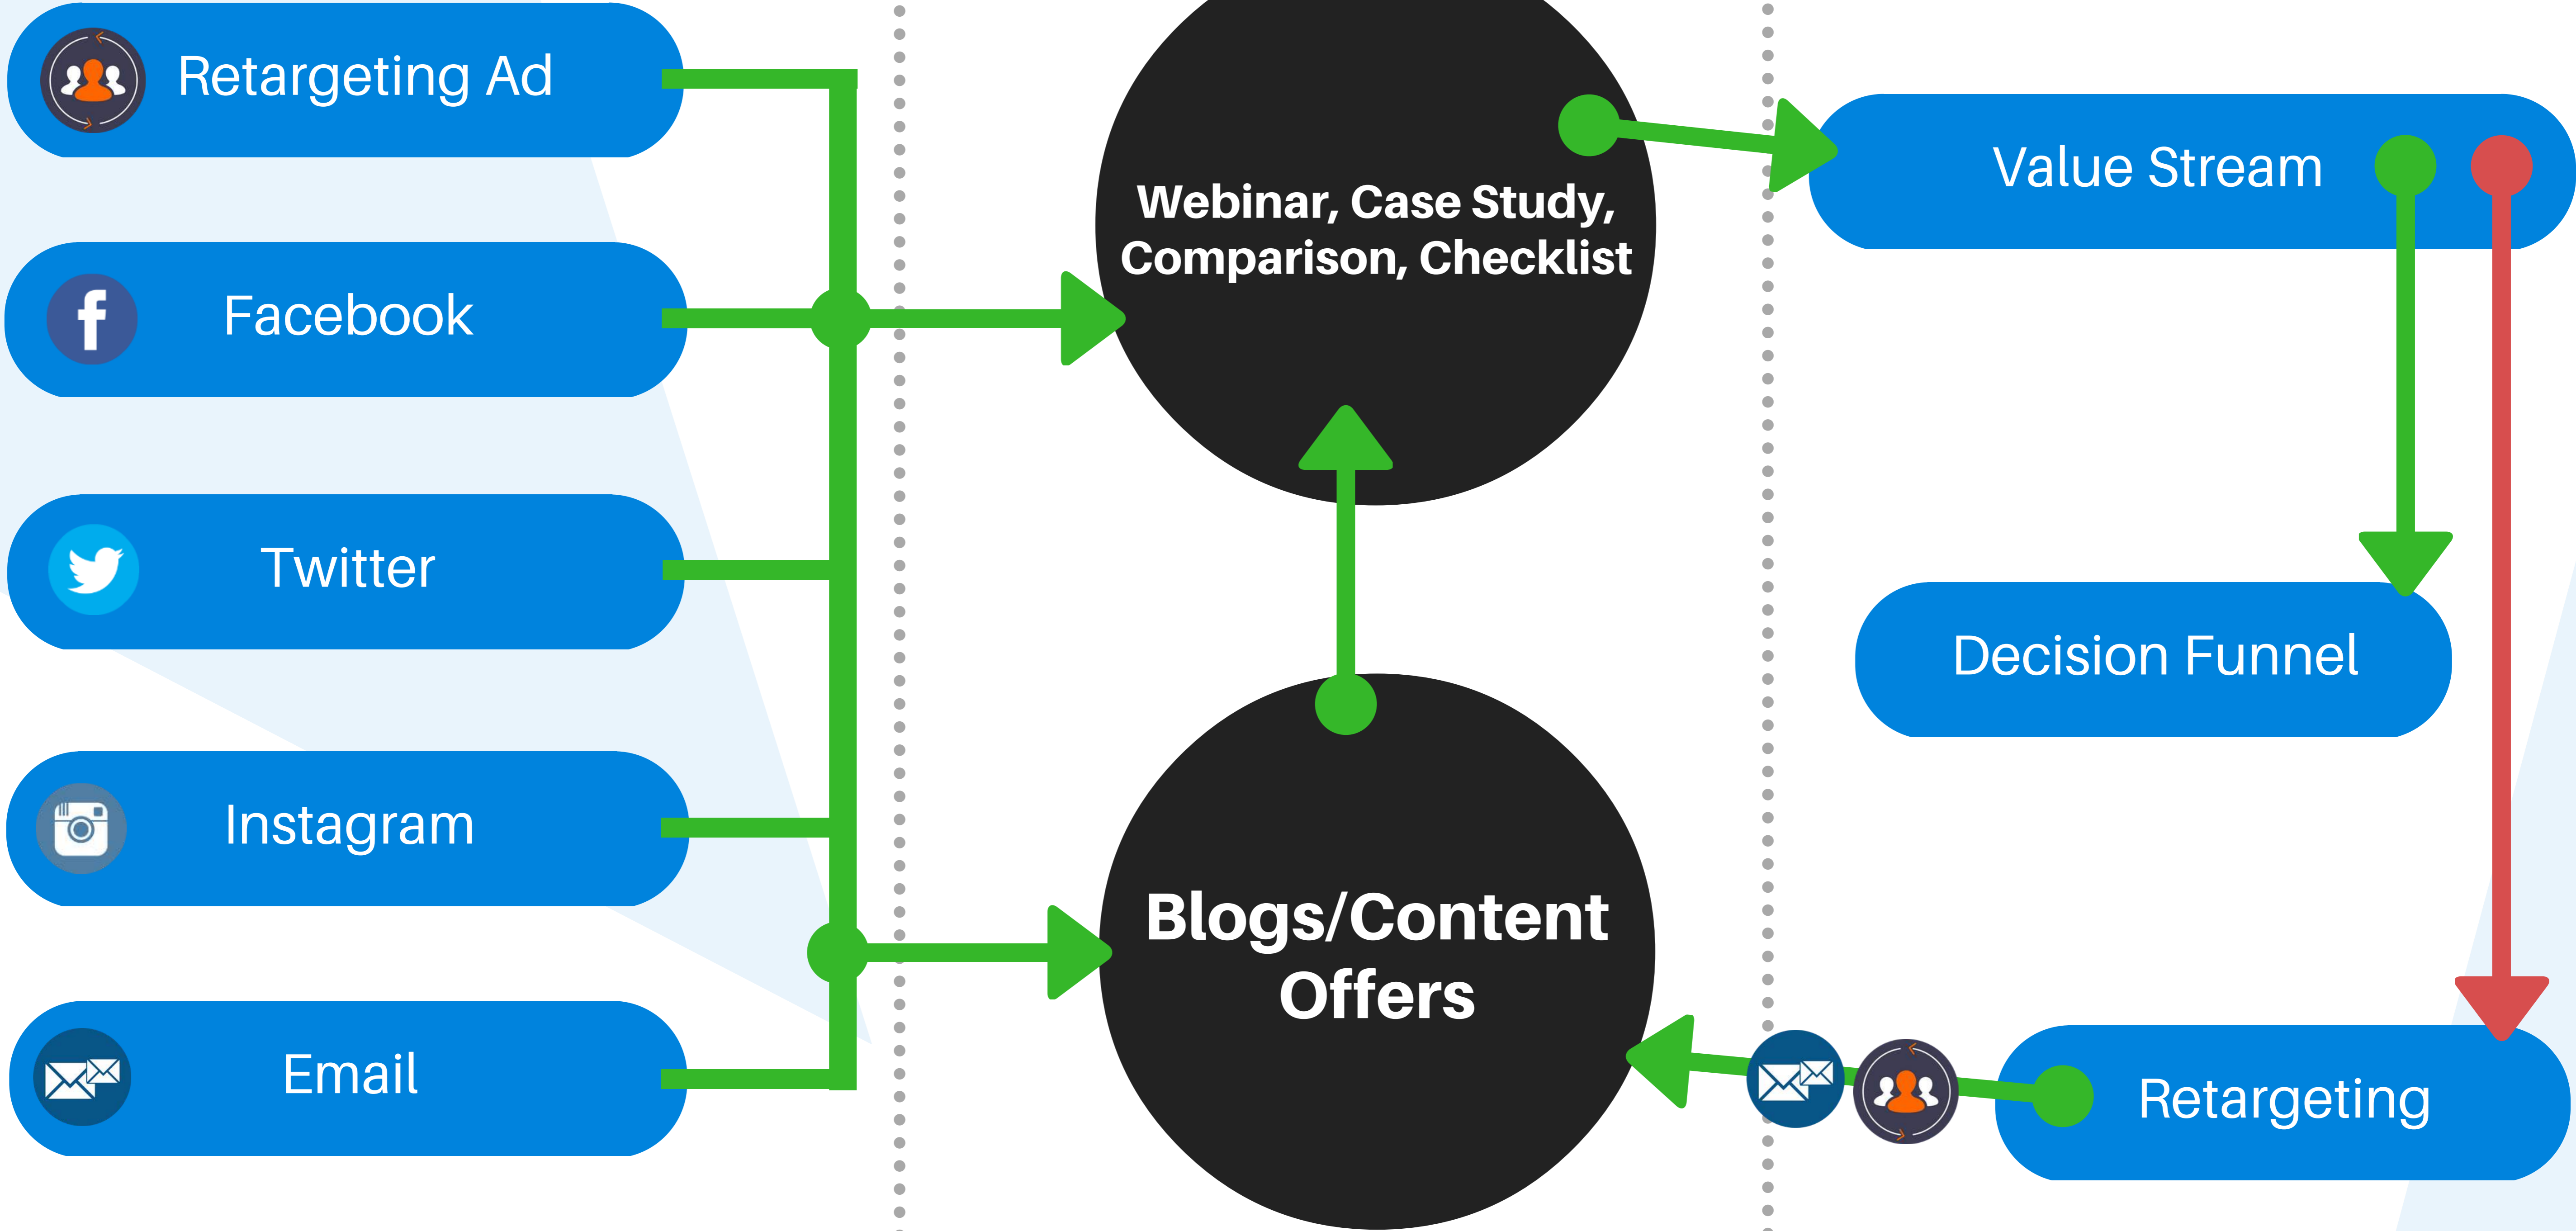 Retargeting Ad
Facebook
Twitter
Instagram
Email
Webinar, Case Study,
Comparison, Checklist
Blogs/Content
Offers
Value Stream
Decision Funnel
Retargeting